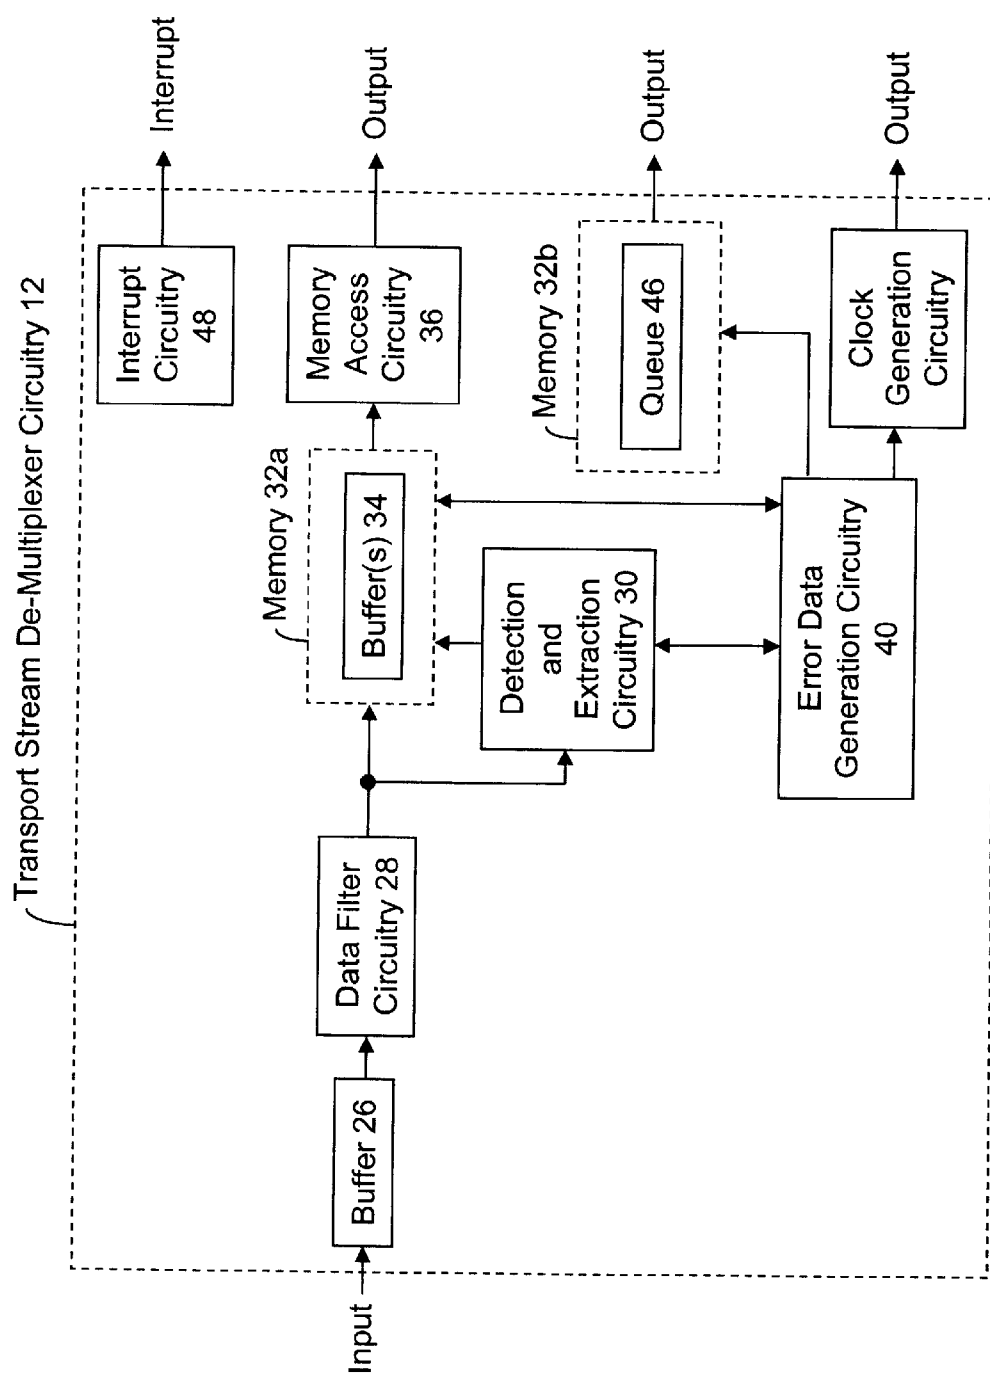 Transport Stream De-Multiplexer Circuitry 12
Interrupt
Circuitry
48
Interrupt
Memory 32a
Memory
Access
Circuitry
36
Output
Input
Buffer 26
Data Filter
Circuitry 28
Buffer(s) 34
Detection
and
Extraction
Circuitry 30
Memory 32b
Queue 46
Output
Error Data
Generation Circuitry
40
Clock
Generation
Circuitry
Output